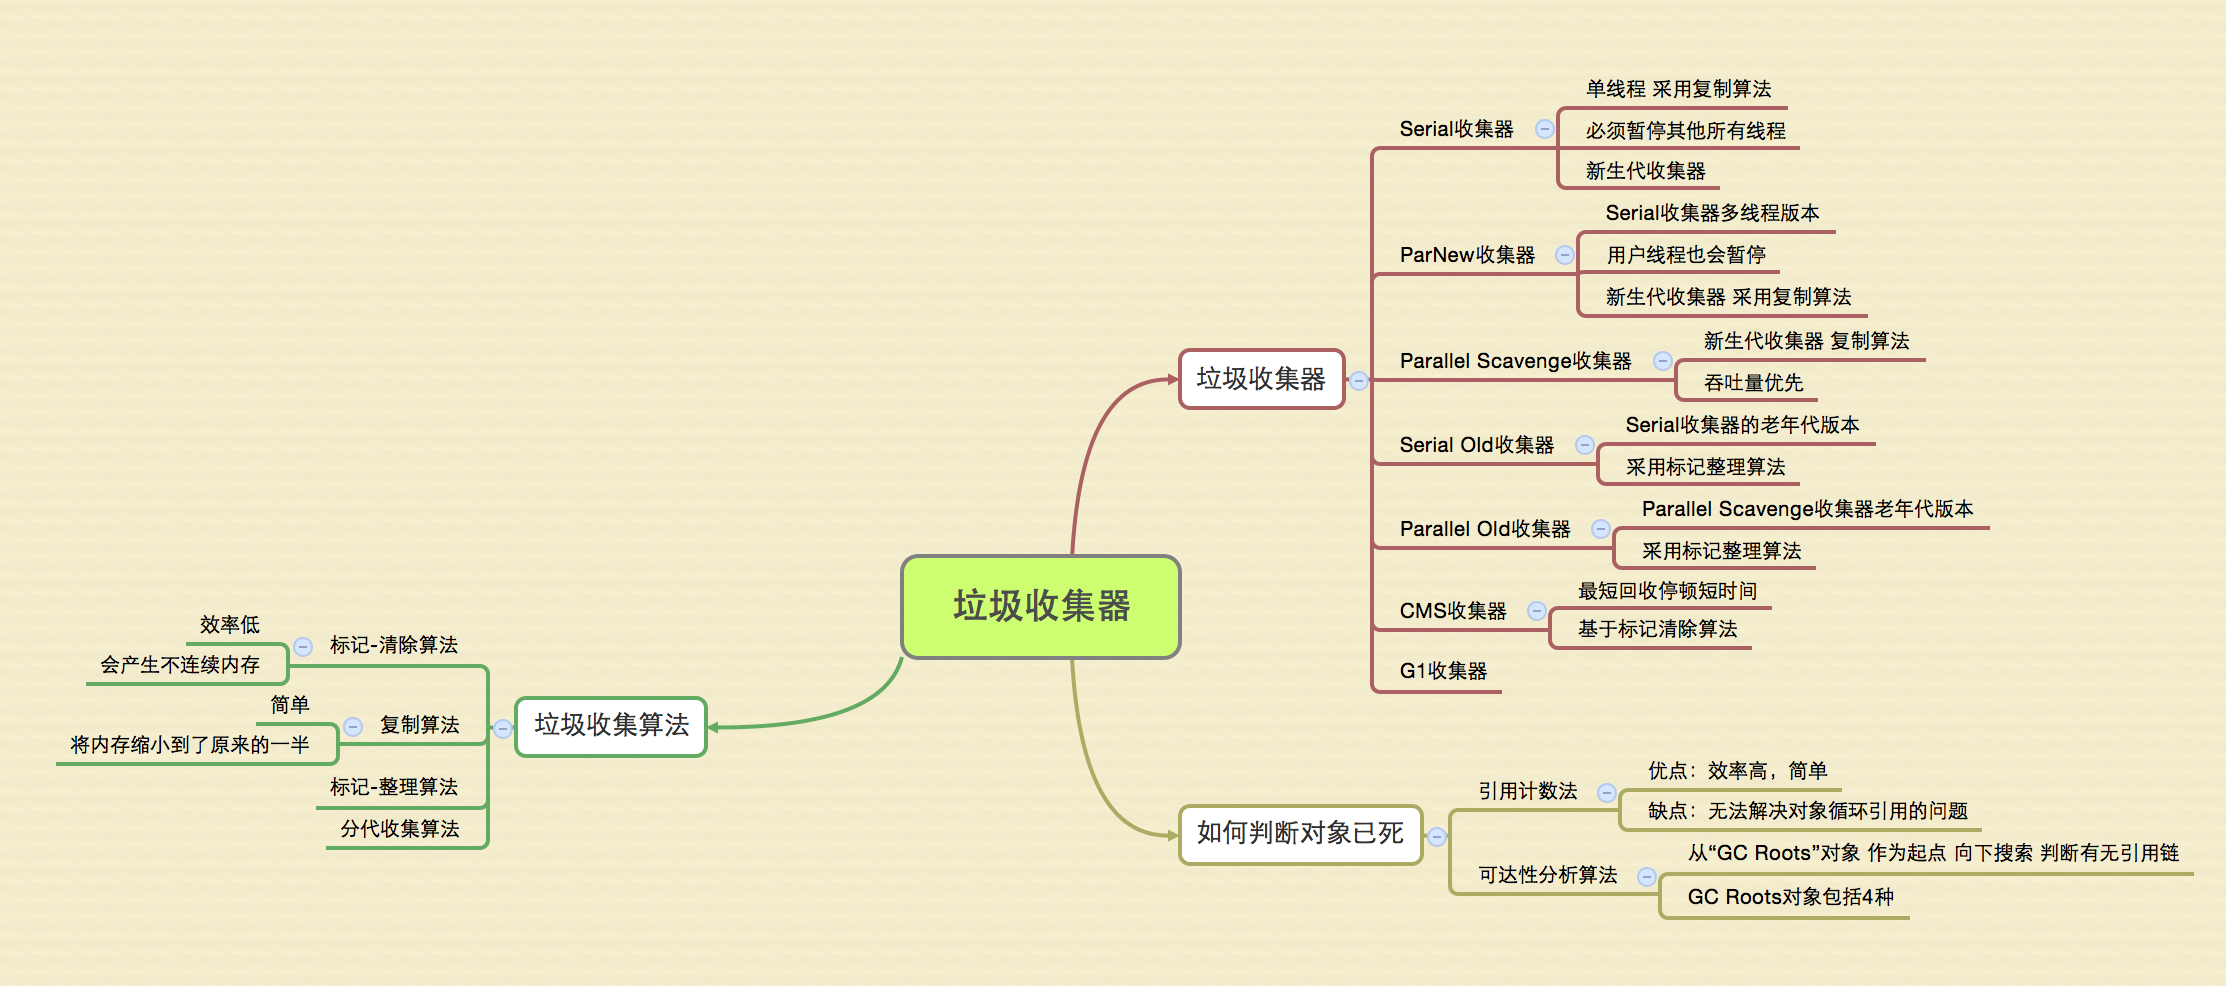 垃圾收集器
垃圾收集器
Serial收集器
单线程 采用复制算法
必须暂停其他所有线程
新生代收集器
ParNew收集器
Serial收集器多线程版本
用户线程也会暂停
新生代收集器 采用复制算法
Parallel Scavenge收集器
新生代收集器 复制算法
吞吐量优先
Serial Old收集器
Serial收集器的老年代版本
采用标记整理算法
Parallel Old收集器
Parallel Scavenge收集器老年代版本
采用标记整理算法
CMS收集器
最短回收停顿短时间
基于标记清除算法
G1收集器
如何判断对象已死
引用计数法
优点：效率高，简单
缺点：无法解决对象循环引用的问题
可达性分析算法
从“GC Roots”对象 作为起点 向下搜索 判断有无引用链
GC Roots对象包括4种
垃圾收集算法
标记-清除算法
效率低
会产生不连续内存
复制算法
简单
将内存缩小到了原来的一半
标记-整理算法
分代收集算法